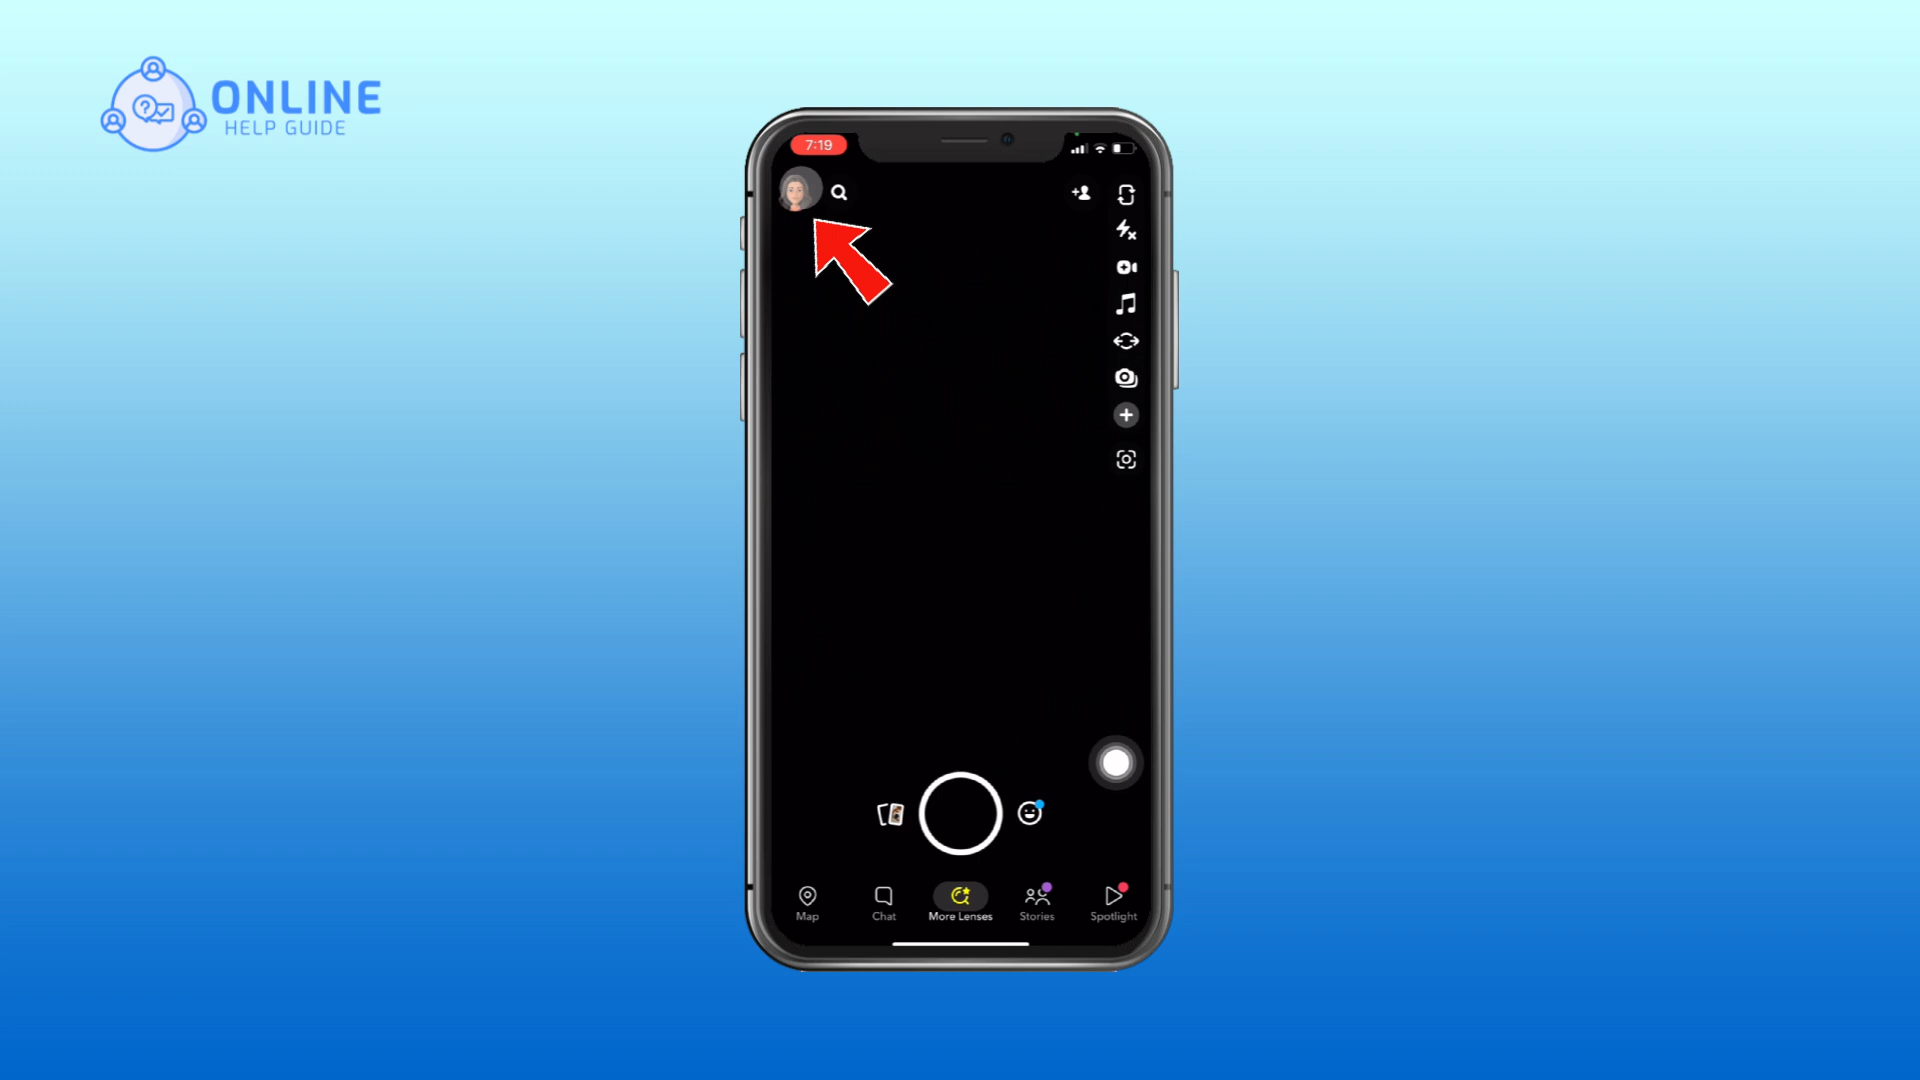 ONLINE
HELP GUIDE
7:19
Map
Chat
More Lenses
Stories
Spotlight